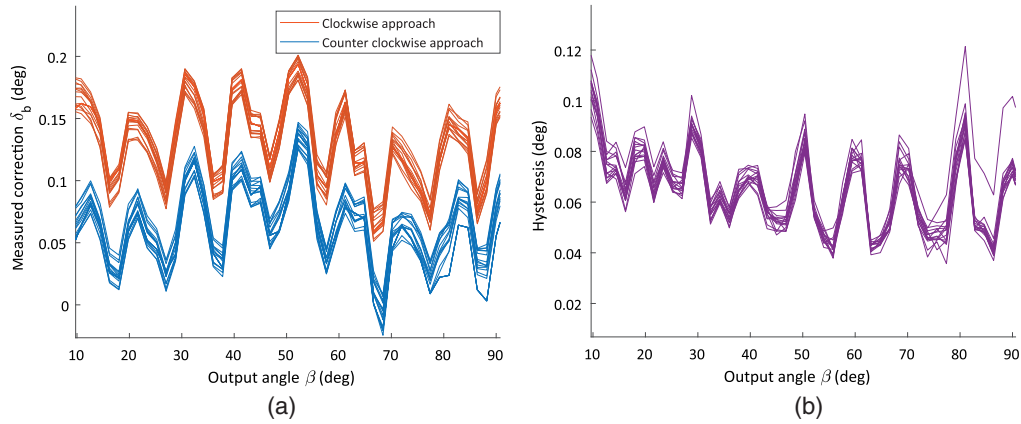 Clockwise approach
Counter clockwise approach
Measured correction δb (deg)
0.2
0.15
0.1
0.05
0
10 20 30 40 50 60 70 80 90
Output angle β (deg)
(a)
Hysteresis (deg)
0.12
0.1
0.08
0.06
0.04
0.02
10 20 30 40 50 60 70 80 90
Output angle β (deg)
(b)